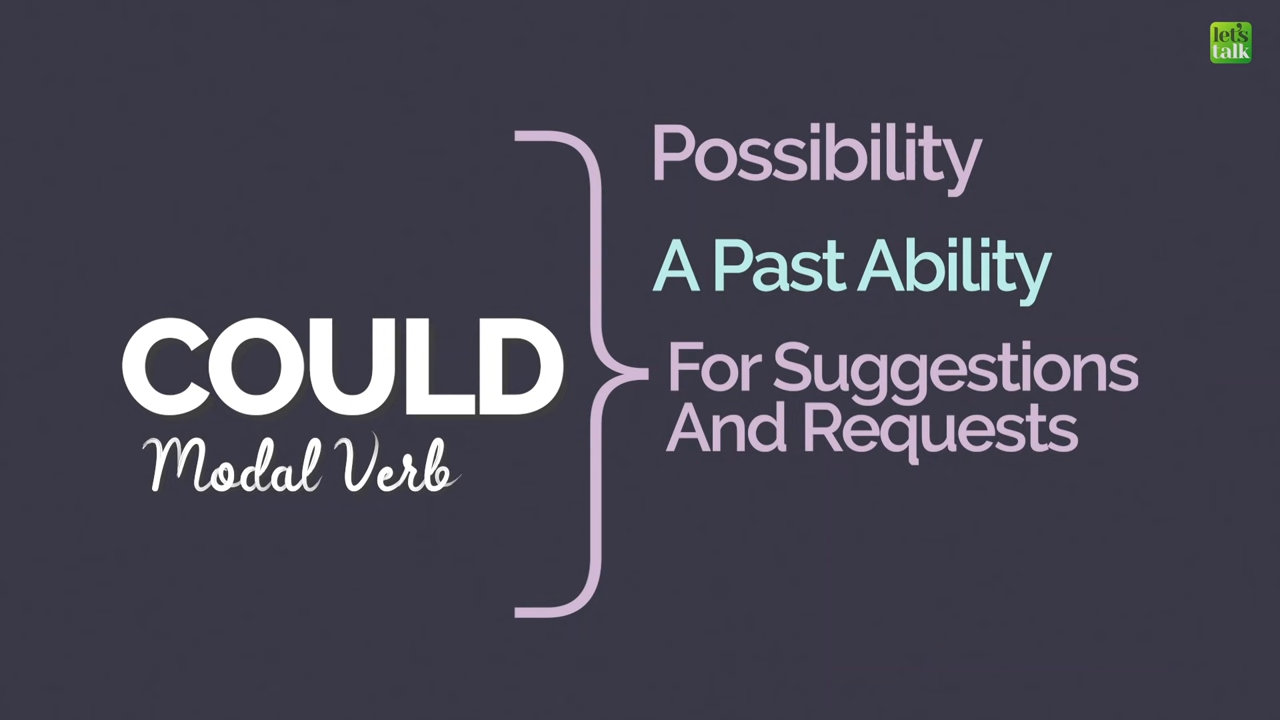 let's
talk
Possibility
A Past Ability
COULD
For Suggestions
And Requests
Modal Verb